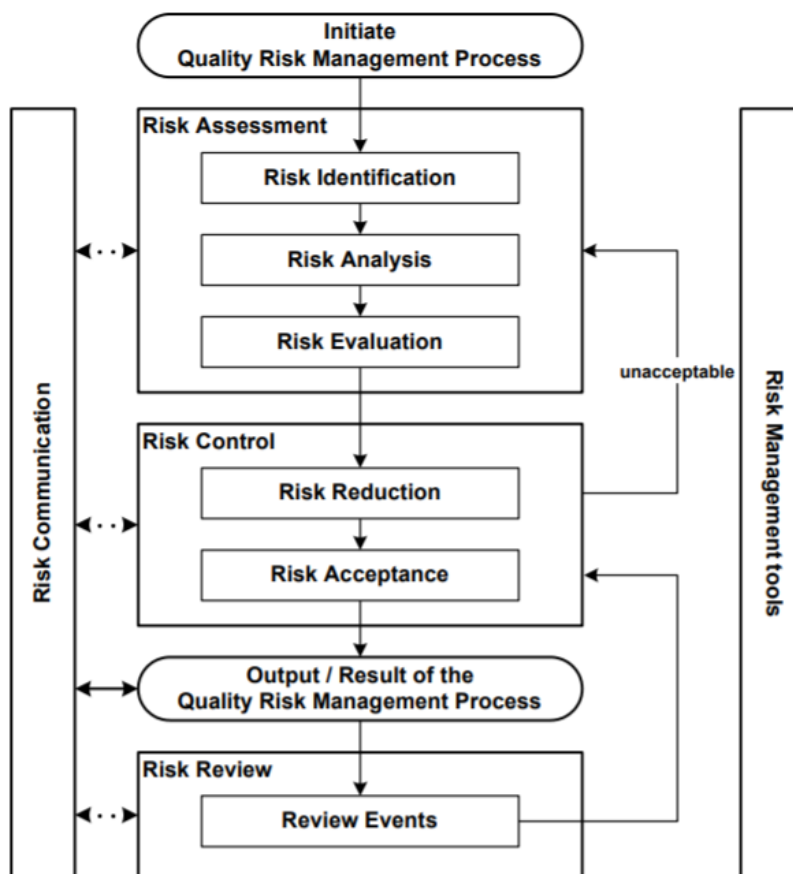 Initiate
Quality Risk Management Process
Risk Assessment
Risk Identification
Risk Analysis
Risk Evaluation
unacceptable
Risk Communication
Risk Management tools
Risk Control
Risk Reduction
Risk Acceptance
Output / Result of the
Quality Risk Management Process
Risk Review
Review Events